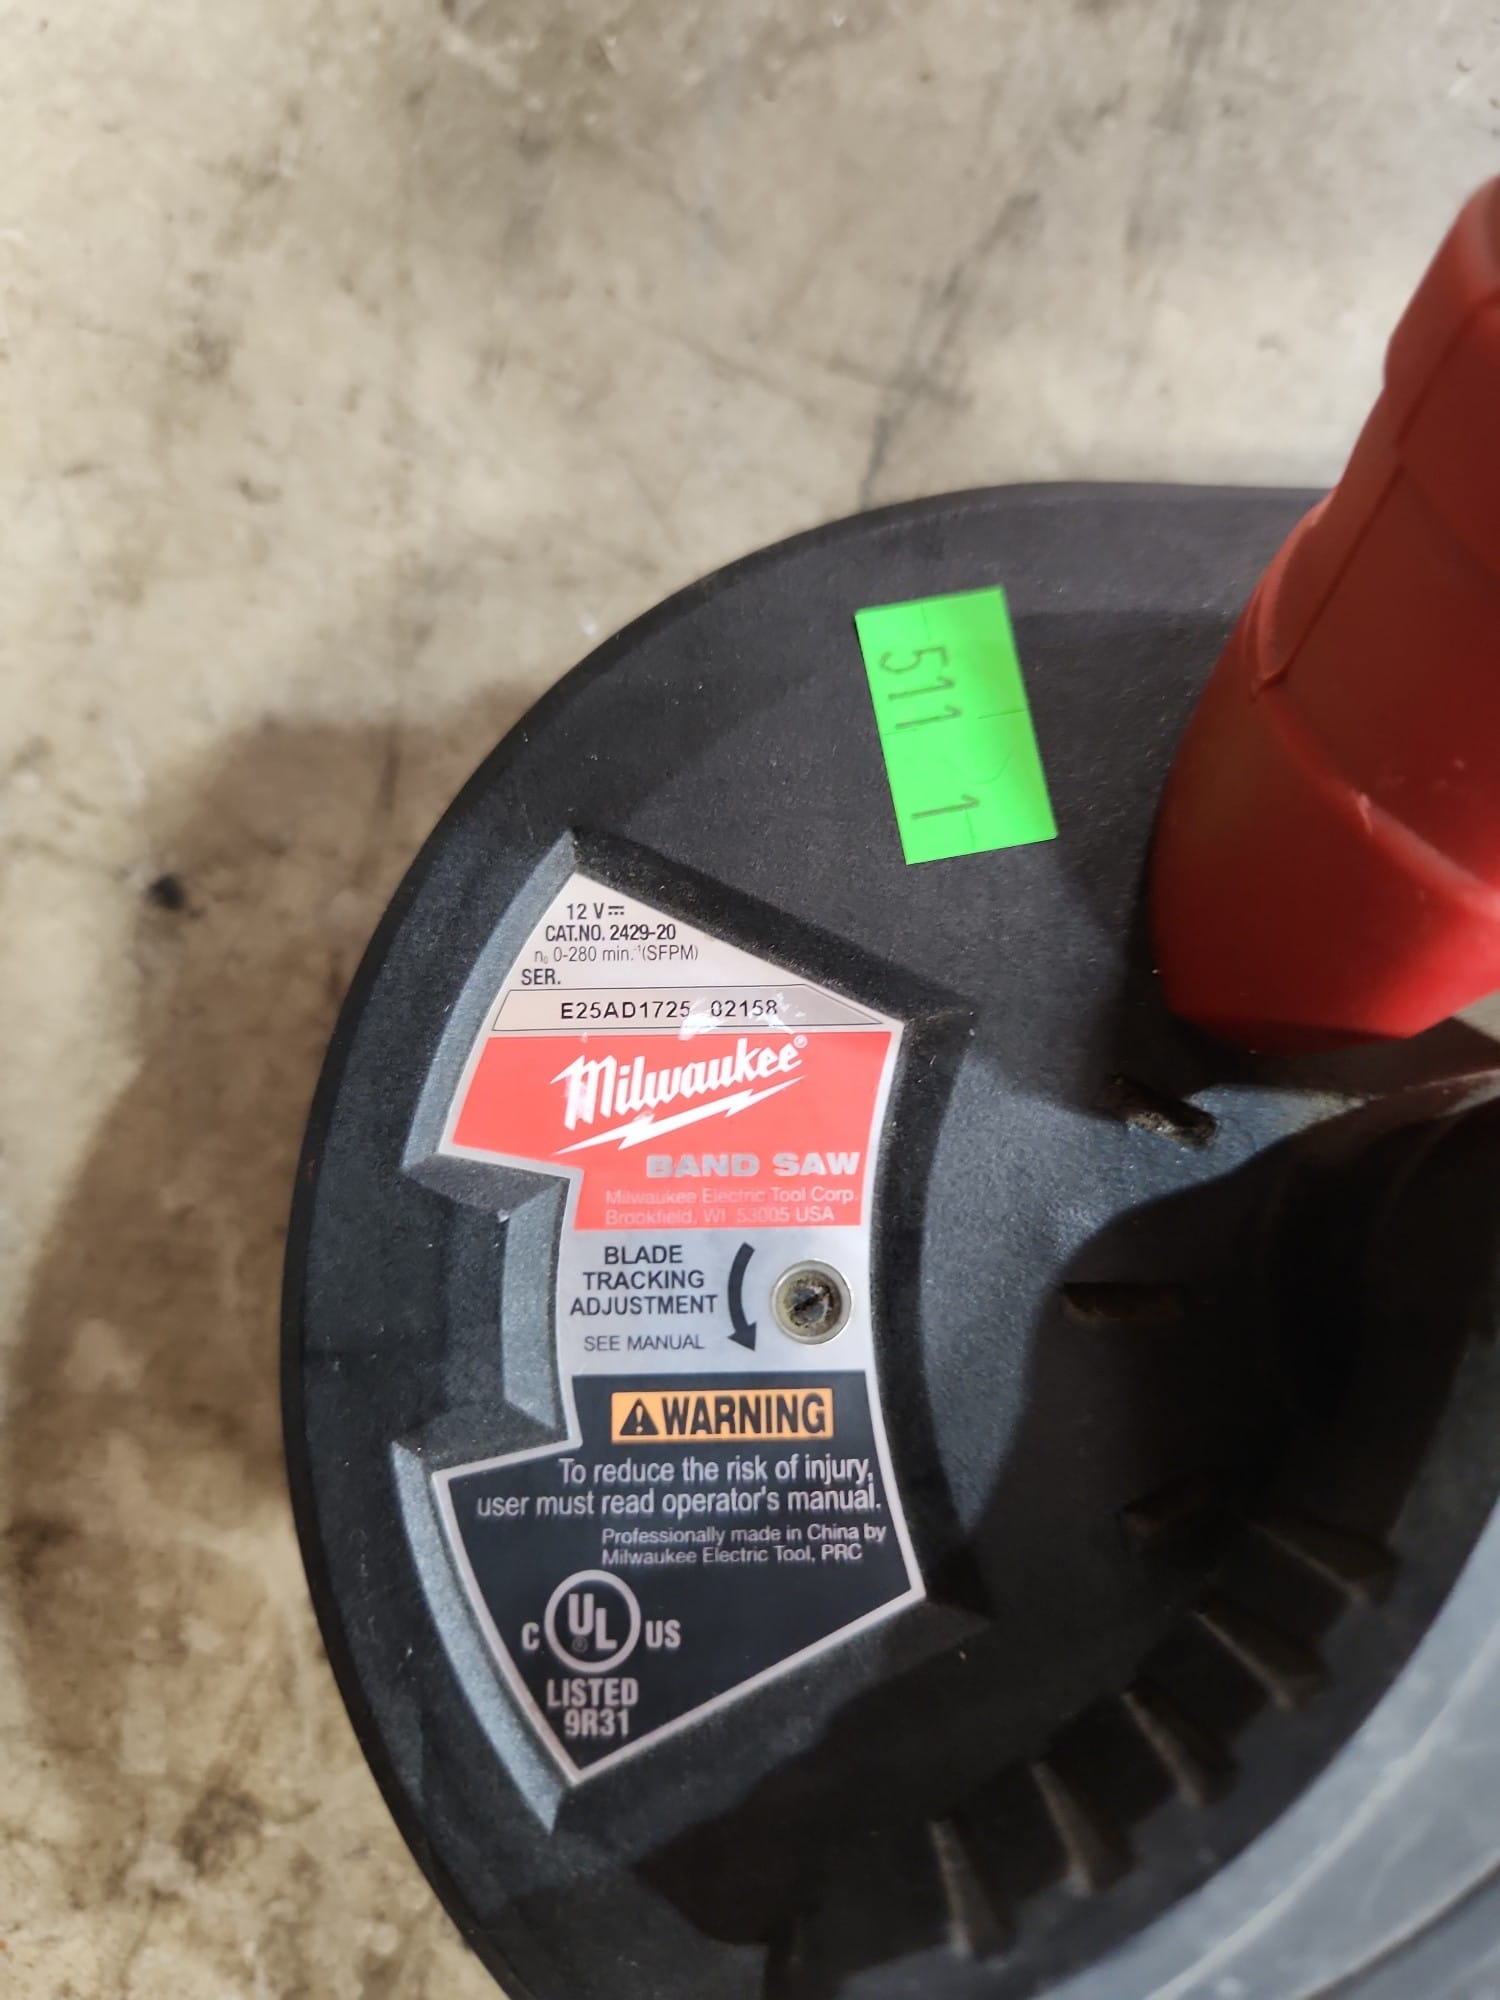 511 1
12 V⎓
CAT.NO. 2429-20
n₀ 0-280 min.⁻¹(SFPM)
SER.
E25AD1725 02158
Milwaukee®
BAND SAW
Milwaukee Electric Tool Corp.
Brookfield, WI 53005 USA
BLADE
TRACKING
ADJUSTMENT
SEE MANUAL
⚠WARNING
To reduce the risk of injury,
user must read operator's manual.
Professionally made in China by
Milwaukee Electric Tool, PRC
C UL® US
LISTED
9R31